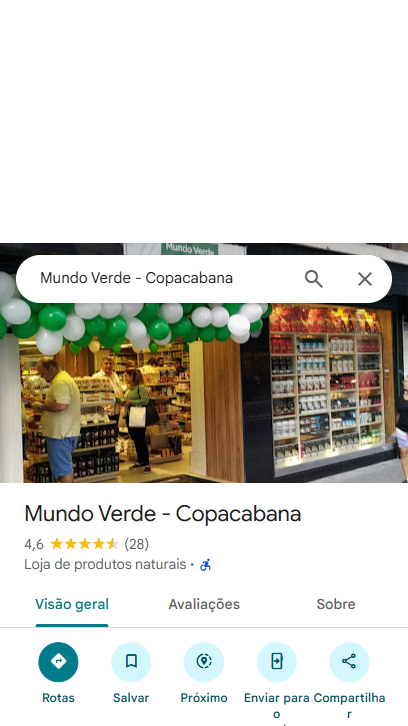 Mundo Verde
Mundo Verde - Copacabana
Mundo Verde - Copacabana
4,6 (28)
Loja de produtos naturais ·
Visão geral
Avaliações
Sobre
Rotas
Salvar
Próximo
Enviar para o
Compartilhar